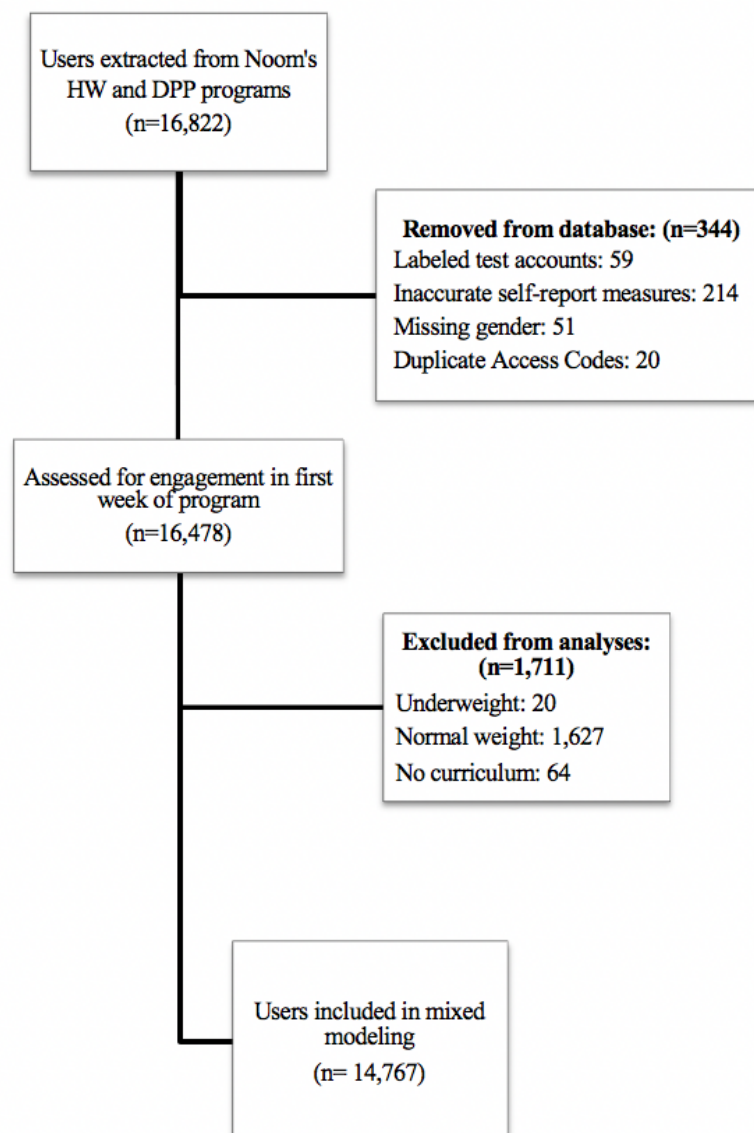 Users extracted from Noom's
HW and DPP programs
(n=16,822)
Removed from database: (n=344)
Labeled test accounts: 59
Inaccurate self-report measures: 214
Missing gender: 51
Duplicate Access Codes: 20
Assessed for engagement in first
week of program
(n=16,478)
Excluded from analyses:
(n=1,711)
Underweight: 20
Normal weight: 1,627
No curriculum: 64
Users included in mixed
modeling
(n= 14,767)